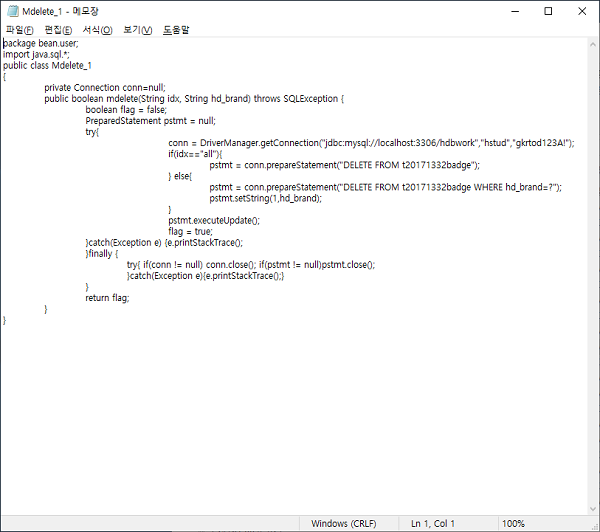 Mdelete_1 - 메모장
파일(F) 편집(E) 서식(O) 보기(V) 도움말
package bean.user;
import java.sql.*;
public class Mdelete_1
{
private Connection conn=null;
public boolean mdelete(String idx, String hd_brand) throws SQLException {
boolean flag = false;
PreparedStatement pstmt = null;
try{
conn = DriverManager.getConnection("jdbc:mysql://localhost:3306/hdbwork","hstud","gkrtod123A!");
if(idx=="all"){
pstmt = conn.prepareStatement("DELETE FROM t20171332badge");
} else{
pstmt = conn.prepareStatement("DELETE FROM t20171332badge WHERE hd_brand=?");
pstmt.setString(1,hd_brand);
}
pstmt.executeUpdate();
flag = true;
}catch(Exception e) {e.printStackTrace();
}finally {
try{ if(conn != null) conn.close(); if(pstmt != null)pstmt.close();
}catch(Exception e){e.printStackTrace();}
}
return flag;
}
}
Windows (CRLF) Ln 1, Col 1 100%